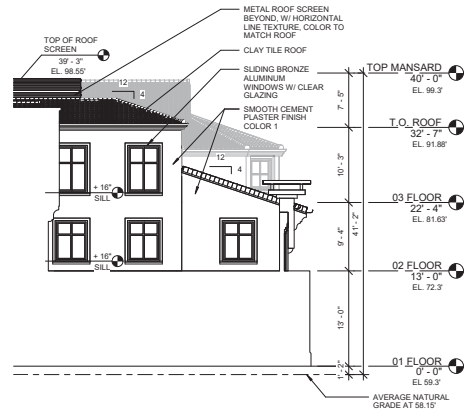 METAL ROOF SCREEN
BEYOND, W/ HORIZONTAL
LINE TEXTURE, COLOR TO
MATCH ROOF
CLAY TILE ROOF
SLIDING BRONZE
ALUMINUM
WINDOWS W/ CLEAR
GLAZING
SMOOTH CEMENT
PLASTER FINISH
COLOR 1
TOP OF ROOF
SCREEN
39' - 3"
EL. 98.55'
12
4
12
4
+ 16"
SILL
+ 16"
SILL
TOP MANSARD
40' - 0"
EL. 99.3'
7' - 5"
T.O. ROOF
32' - 7"
EL. 91.88'
10' - 3"
03 FLOOR
22' - 4"
EL. 81.63'
9' - 4"
41' - 2"
02 FLOOR
13' - 0"
EL. 72.3'
13' - 0"
01 FLOOR
0' - 0"
EL 59.3'
1' - 2"
AVERAGE NATURAL
GRADE AT 58.15'